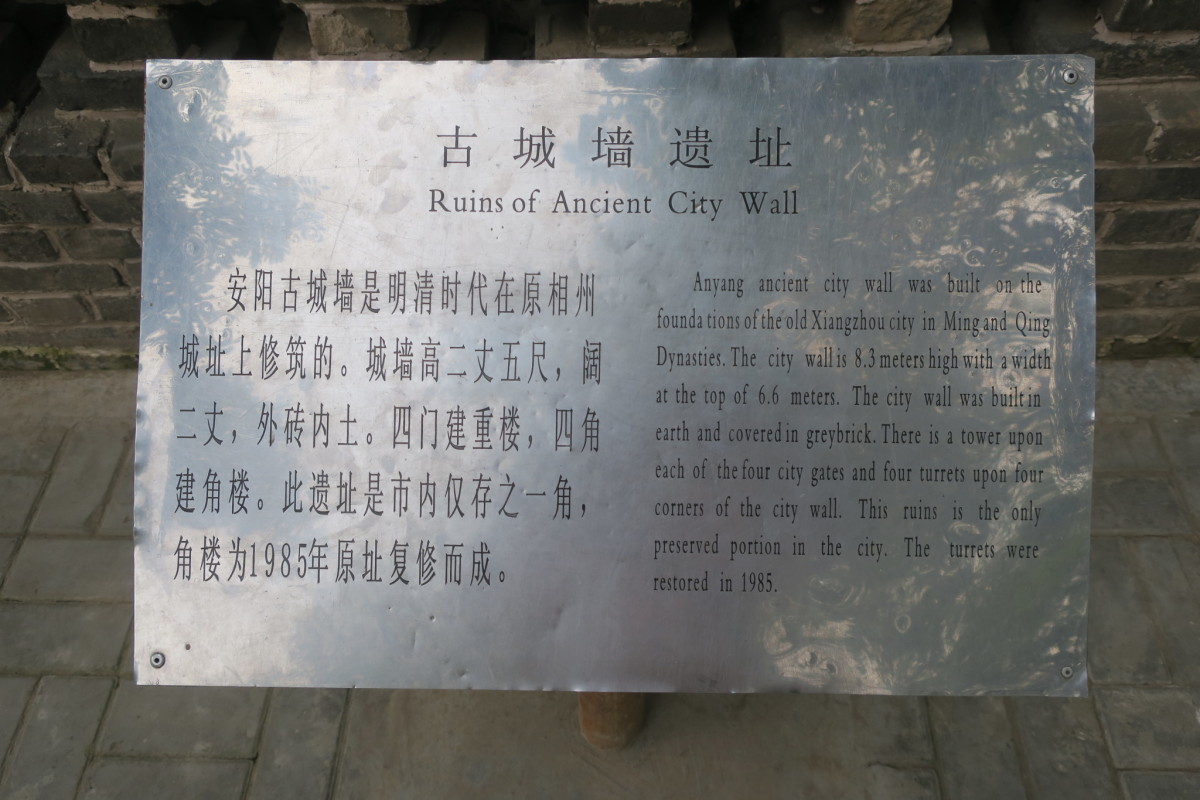 古城墙遗址
Ruins of Ancient City Wall
安阳古城墙是明清时代在原相州
城址上修筑的。城墙高二丈五尺，阔
二丈，外砖内土。四门建重楼，四角
建角楼。此遗址是市内仅存之一角，
角楼为1985年原址复修而成。
Anyang ancient city wall was built on the
founda tions of the old Xiangzhou city in Ming and Qing
Dynasties. The city wall is 8.3 meters high with a width
at the top of 6.6 meters. The city wall was built in
earth and covered in greybrick. There is a tower upon
each of the four city gates and four turrets upon four
corners of the city wall. This ruins is the only
preserved portion in the city. The turrets were
restored in 1985.